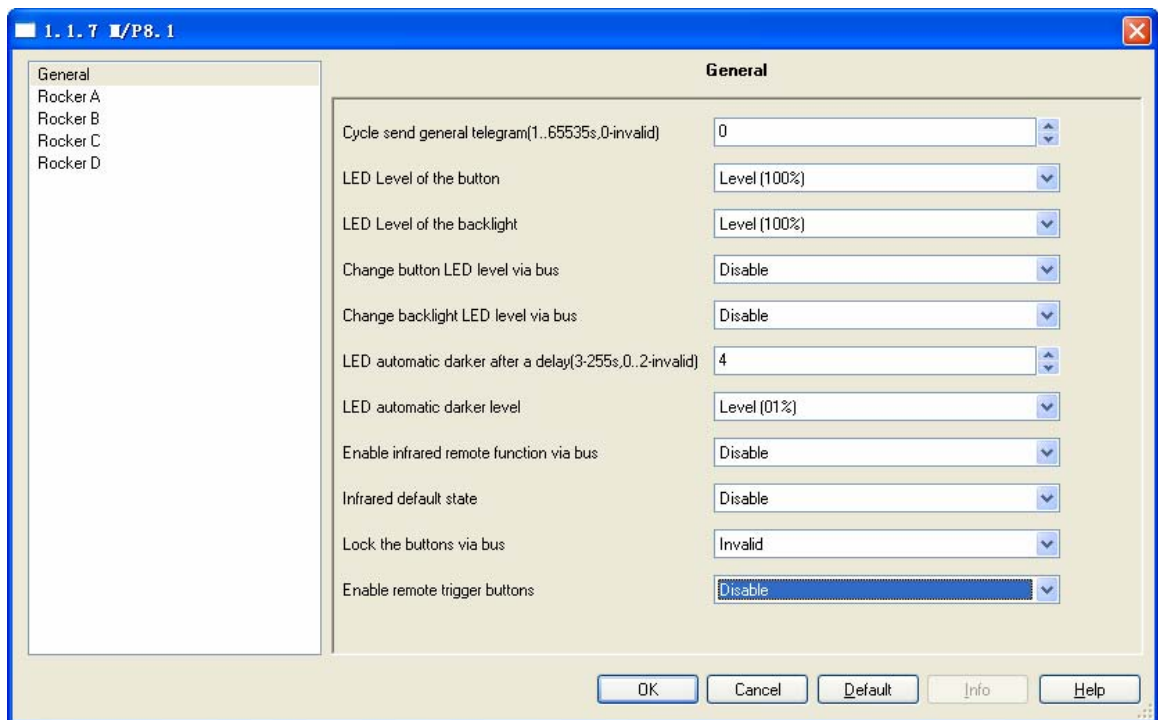 1.1.7 M/P8.1
General
Rocker A
Rocker B
Rocker C
Rocker D
General
Cycle send general telegram(1..65535s,0-invalid) 0
LED Level of the button Level (100%)
LED Level of the backlight Level (100%)
Change button LED level via bus Disable
Change backlight LED level via bus Disable
LED automatic darker after a delay(3-255s,0..2-invalid) 4
LED automatic darker level Level (01%)
Enable infrared remote function via bus Disable
Infrared default state Disable
Lock the buttons via bus Invalid
Enable remote trigger buttons Disable
OK Cancel Default Info Help